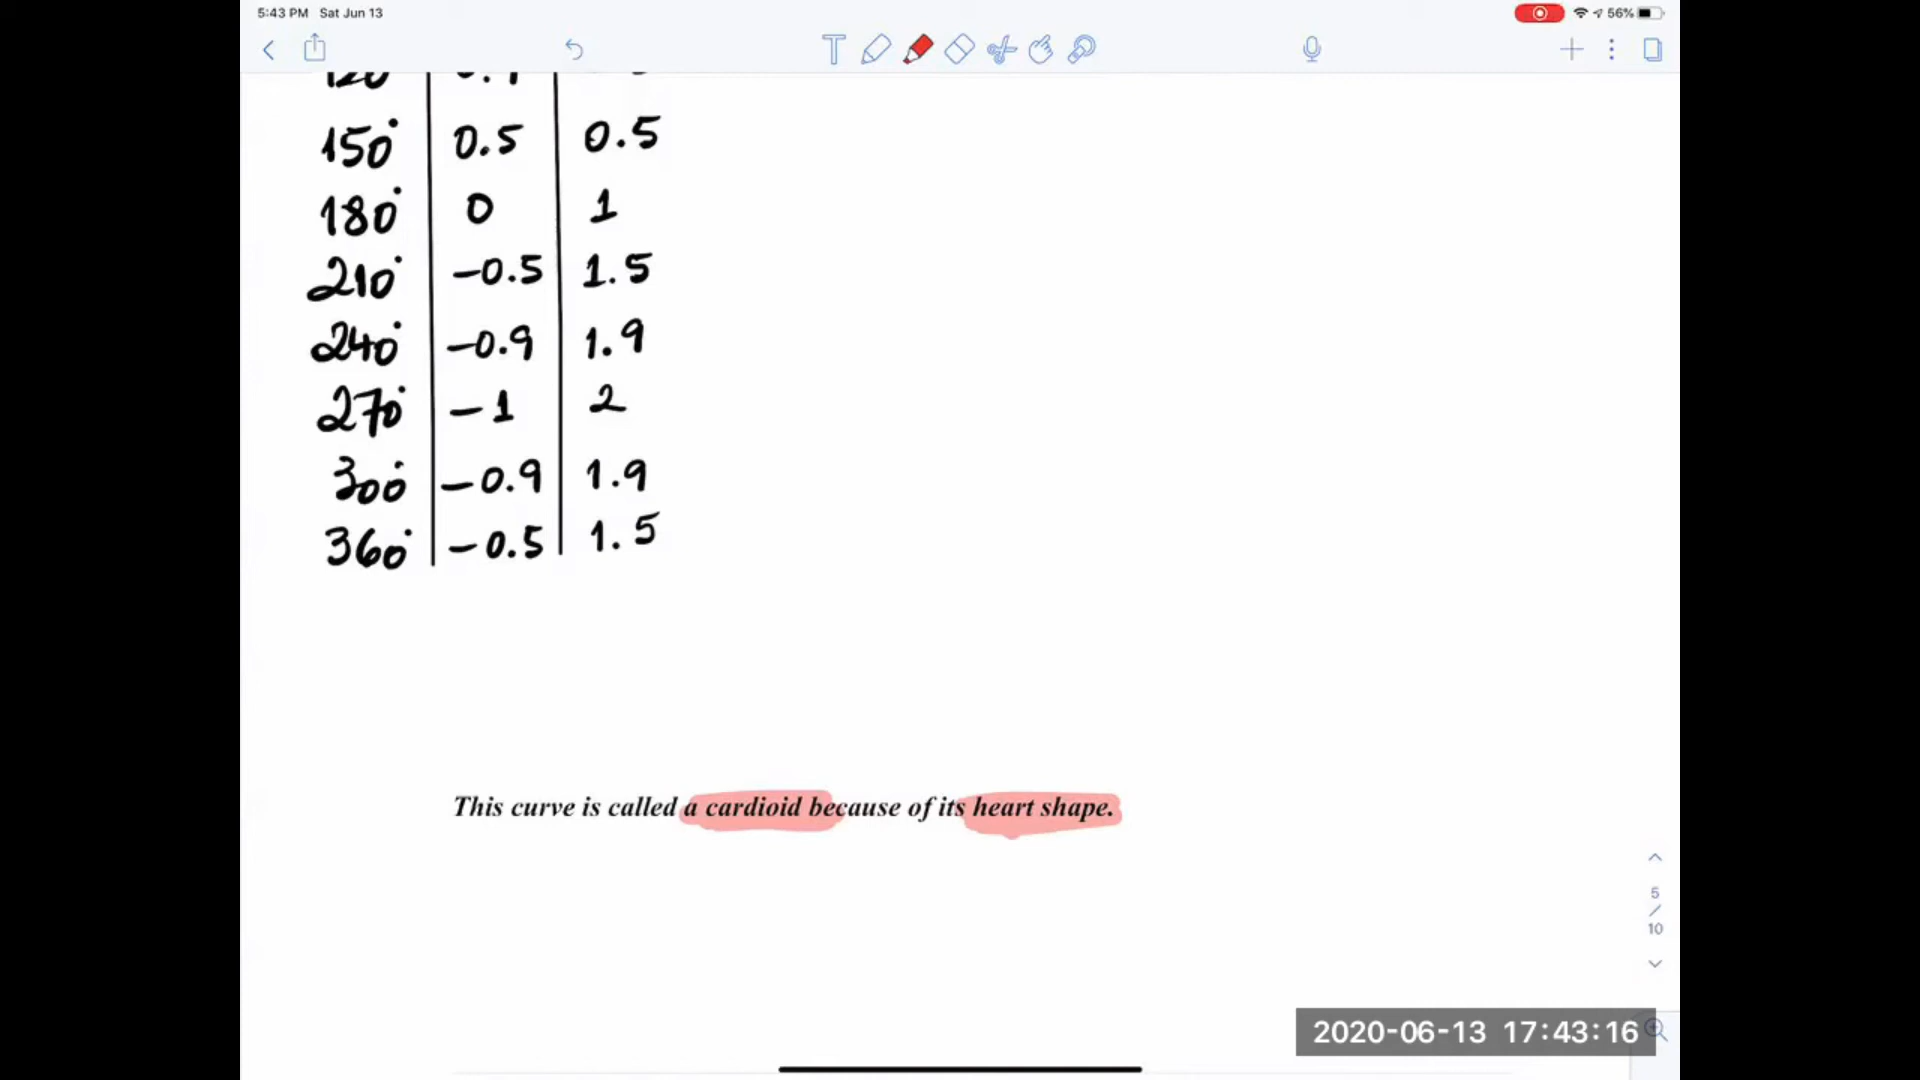 5:43 PM Sat Jun 13
56%
150° 0.5 0.5
180° 0 1
210° -0.5 1.5
240° -0.9 1.9
270° -1 2
300° -0.9 1.9
360° -0.5 1.5
This curve is called a cardioid because of its heart shape.
5
/
10
2020-06-13 17:43:16